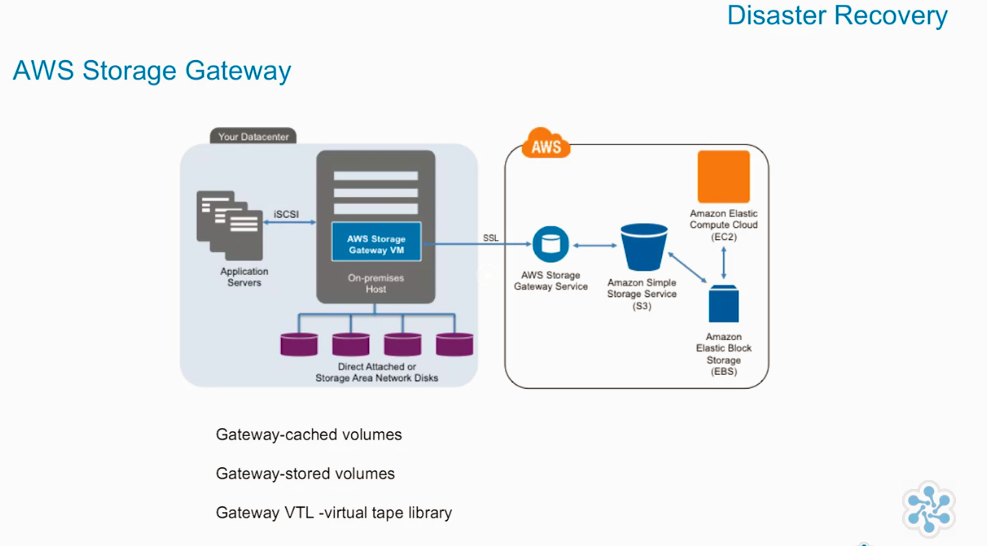 Disaster Recovery
AWS Storage Gateway
Your Datacenter
AWS
iSCSI
AWS Storage
Gateway VM
SSL
Application
Servers
On-premises
Host
Direct Attached or
Storage Area Network Disks
AWS Storage
Gateway Service
Amazon Simple
Storage Service
(S3)
Amazon Elastic
Compute Cloud
(EC2)
Amazon
Elastic Block
Storage
(EBS)
Gateway-cached volumes
Gateway-stored volumes
Gateway VTL -virtual tape library